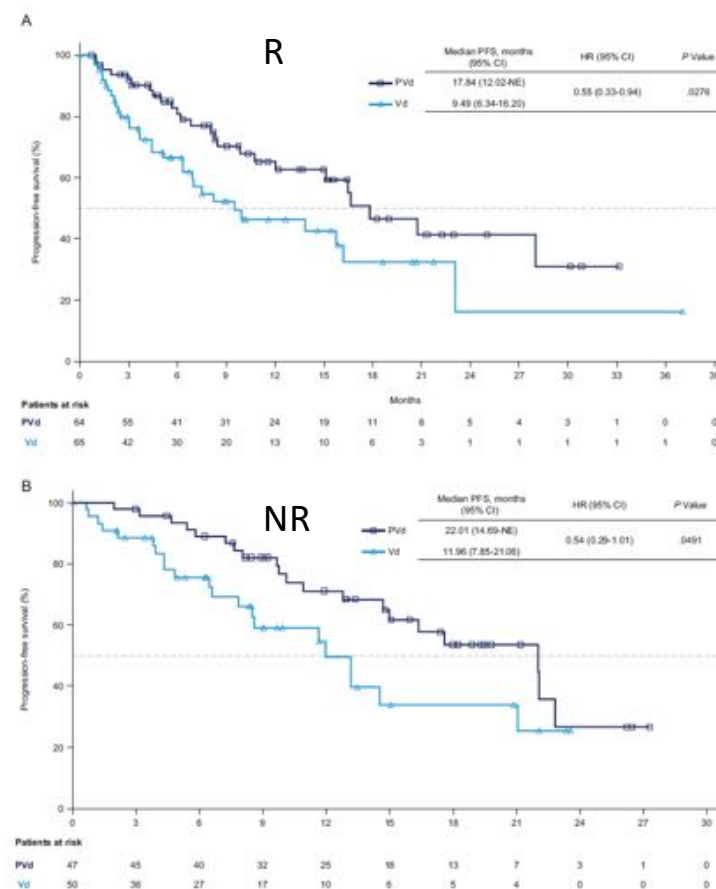 A
R
Median PFS, months (95% CI) HR (95% CI) P Value
PVd 17.84 (12.02-NE) 0.55 (0.33-0.94) .0276
Vd 9.49 (6.34-16.20)
Progression-free survival (%)
100
80
60
40
20
0
0 3 6 9 12 15 18 21 24 27 30 33 36 39
Months
Patients at risk
PVd 64 55 41 31 24 19 11 8 5 4 3 1 0 0
Vd 65 42 30 20 13 10 6 3 1 1 1 1 1 0
B
NR
Median PFS, months (95% CI) HR (95% CI) P Value
PVd 22.01 (14.69-NE) 0.54 (0.29-1.01) .0491
Vd 11.96 (7.85-21.06)
Progression-free survival (%)
100
80
60
40
20
0
0 3 6 9 12 15 18 21 24 27 30
Patients at risk
PVd 47 45 40 32 25 13 7 3 1 0
Vd 50 27 17 10 6 5 4 0 0 0